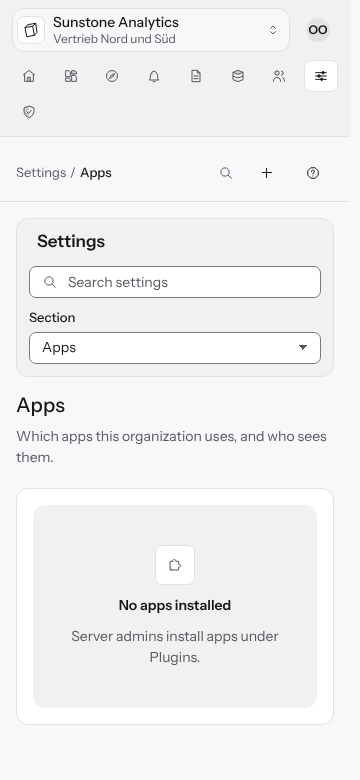 Sunstone Analytics
Vertrieb Nord und Süd
OO
Settings / Apps
Settings
Search settings
Section
Apps
Apps
Which apps this organization uses, and who sees
them.
No apps installed
Server admins install apps under
Plugins.